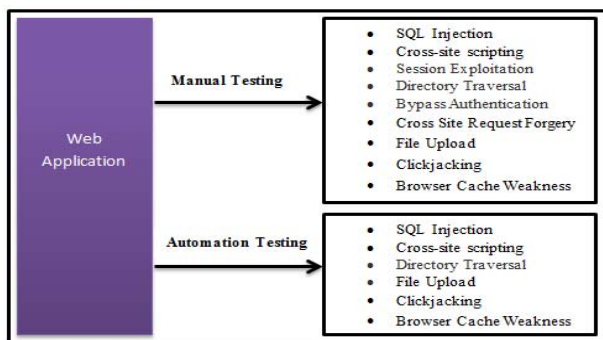 Web
Application
Manual Testing
• SQL Injection
• Cross-site scripting
• Session Exploitation
• Directory Traversal
• Bypass Authentication
• Cross Site Request Forgery
• File Upload
• Clickjacking
• Browser Cache Weakness
Automation Testing
• SQL Injection
• Cross-site scripting
• Directory Traversal
• File Upload
• Clickjacking
• Browser Cache Weakness